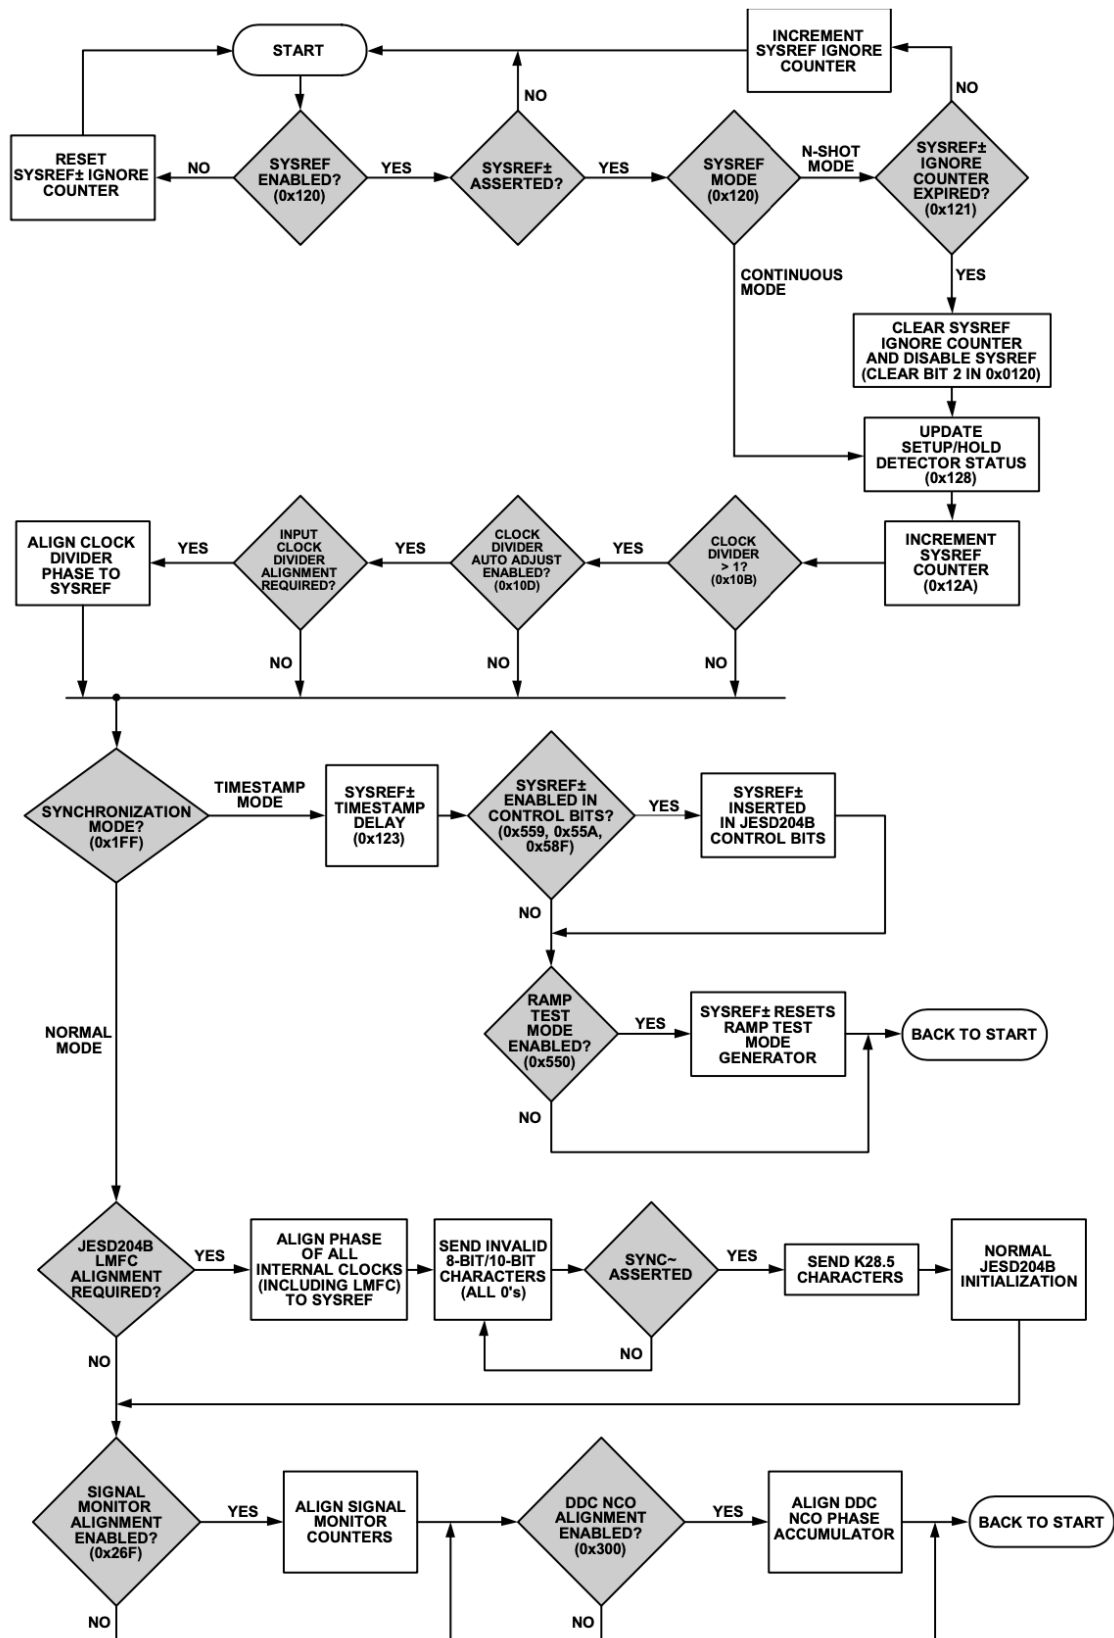 START
INCREMENT
SYSREF IGNORE
COUNTER
NO
NO
RESET
SYSREF± IGNORE
COUNTER
NO
SYSREF
ENABLED?
(0x120)
YES
SYSREF±
ASSERTED?
YES
SYSREF
MODE
(0x120)
N-SHOT
MODE
SYSREF±
IGNORE
COUNTER
EXPIRED?
(0x121)
CONTINUOUS
MODE
YES
CLEAR SYSREF
IGNORE COUNTER
AND DISABLE SYSREF
(CLEAR BIT 2 IN 0x0120)
UPDATE
SETUP/HOLD
DETECTOR STATUS
(0x128)
ALIGN CLOCK
DIVIDER
PHASE TO
SYSREF
YES
INPUT
CLOCK
DIVIDER
ALIGNMENT
REQUIRED?
YES
CLOCK
DIVIDER
AUTO ADJUST
ENABLED?
(0x10D)
YES
CLOCK
DIVIDER
> 1?
(0x10B)
INCREMENT
SYSREF
COUNTER
(0x12A)
NO
NO
NO
SYNCHRONIZATION
MODE?
(0x1FF)
TIMESTAMP
MODE
SYSREF±
TIMESTAMP
DELAY
(0x123)
SYSREF±
ENABLED IN
CONTROL BITS?
(0x559, 0x55A,
0x58F)
YES
SYSREF±
INSERTED
IN JESD204B
CONTROL BITS
NO
NORMAL
MODE
RAMP
TEST
MODE
ENABLED?
(0x550)
YES
SYSREF± RESETS
RAMP TEST
MODE
GENERATOR
BACK TO START
NO
JESD204B
LMFC
ALIGNMENT
REQUIRED?
YES
ALIGN PHASE
OF ALL
INTERNAL CLOCKS
(INCLUDING LMFC)
TO SYSREF
SEND INVALID
8-BIT/10-BIT
CHARACTERS
(ALL 0's)
SYNC~
ASSERTED
YES
SEND K28.5
CHARACTERS
NORMAL
JESD204B
INITIALIZATION
NO
NO
SIGNAL
MONITOR
ALIGNMENT
ENABLED?
(0x26F)
YES
ALIGN SIGNAL
MONITOR
COUNTERS
DDC NCO
ALIGNMENT
ENABLED?
(0x300)
YES
ALIGN DDC
NCO PHASE
ACCUMULATOR
BACK TO START
NO
NO